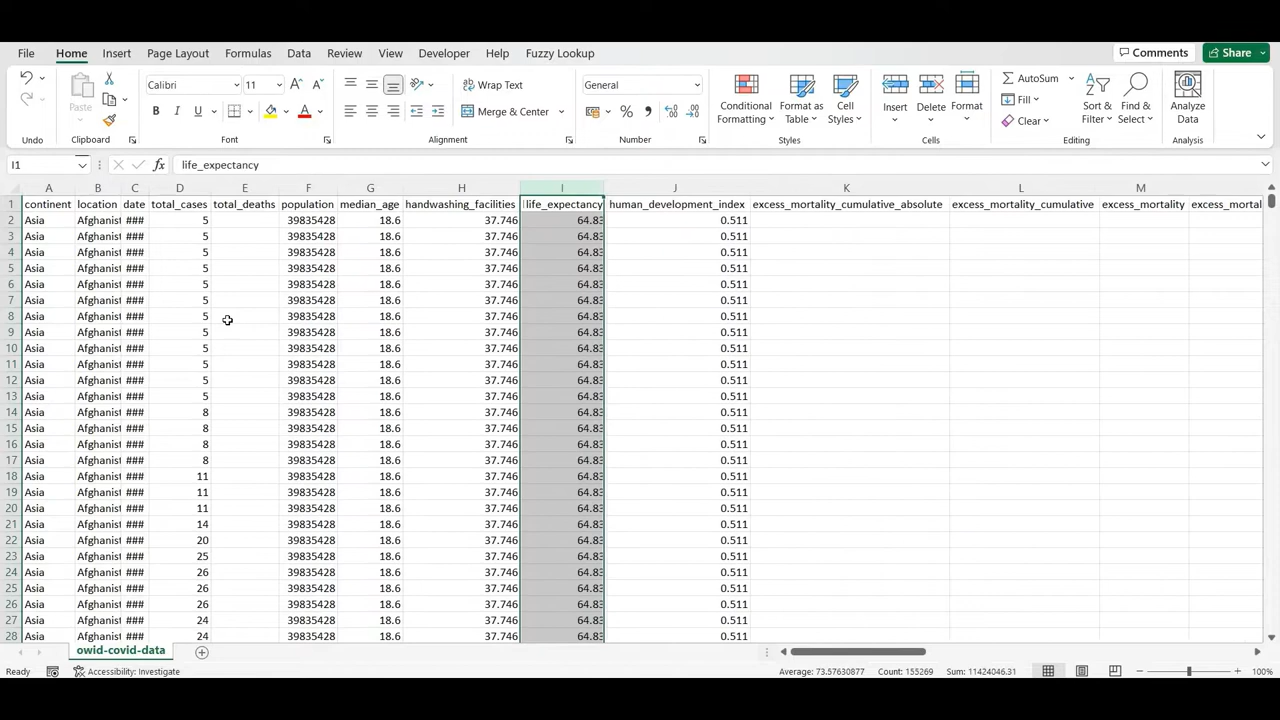 File Home Insert Page Layout Formulas Data Review View Developer Help Fuzzy Lookup Comments Share
Calibri 11 Wrap Text General AutoSum
Paste Merge & Center Conditional Formatting Format as Table Cell Styles Insert Delete Format Fill Clear Sort & Filter Find & Select Analyze Data
Undo Clipboard Font Alignment Number Styles Cells Editing Analysis
I1 fx life_expectancy
A B C D E F G H I J K L M
1 continent location date total_cases total_deaths population median_age handwashing_facilities life_expectancy human_development_index excess_mortality_cumulative_absolute excess_mortality_cumulative excess_mortality excess_mortal
2 Asia Afghanist ### 5 39835428 18.6 37.746 64.83 0.511
3 Asia Afghanist ### 5 39835428 18.6 37.746 64.83 0.511
4 Asia Afghanist ### 5 39835428 18.6 37.746 64.83 0.511
5 Asia Afghanist ### 5 39835428 18.6 37.746 64.83 0.511
6 Asia Afghanist ### 5 39835428 18.6 37.746 64.83 0.511
7 Asia Afghanist ### 5 39835428 18.6 37.746 64.83 0.511
8 Asia Afghanist ### 5 39835428 18.6 37.746 64.83 0.511
9 Asia Afghanist ### 5 39835428 18.6 37.746 64.83 0.511
10 Asia Afghanist ### 5 39835428 18.6 37.746 64.83 0.511
11 Asia Afghanist ### 5 39835428 18.6 37.746 64.83 0.511
12 Asia Afghanist ### 5 39835428 18.6 37.746 64.83 0.511
13 Asia Afghanist ### 5 39835428 18.6 37.746 64.83 0.511
14 Asia Afghanist ### 8 39835428 18.6 37.746 64.83 0.511
15 Asia Afghanist ### 8 39835428 18.6 37.746 64.83 0.511
16 Asia Afghanist ### 8 39835428 18.6 37.746 64.83 0.511
17 Asia Afghanist ### 8 39835428 18.6 37.746 64.83 0.511
18 Asia Afghanist ### 11 39835428 18.6 37.746 64.83 0.511
19 Asia Afghanist ### 11 39835428 18.6 37.746 64.83 0.511
20 Asia Afghanist ### 11 39835428 18.6 37.746 64.83 0.511
21 Asia Afghanist ### 14 39835428 18.6 37.746 64.83 0.511
22 Asia Afghanist ### 20 39835428 18.6 37.746 64.83 0.511
23 Asia Afghanist ### 25 39835428 18.6 37.746 64.83 0.511
24 Asia Afghanist ### 26 39835428 18.6 37.746 64.83 0.511
25 Asia Afghanist ### 26 39835428 18.6 37.746 64.83 0.511
26 Asia Afghanist ### 26 39835428 18.6 37.746 64.83 0.511
27 Asia Afghanist ### 24 39835428 18.6 37.746 64.83 0.511
28 Asia Afghanist ### 24 39835428 18.6 37.746 64.83 0.511
owid-covid-data
Ready Accessibility: Investigate Average: 73.57630877 Count: 155269 Sum: 11424046.31 100%